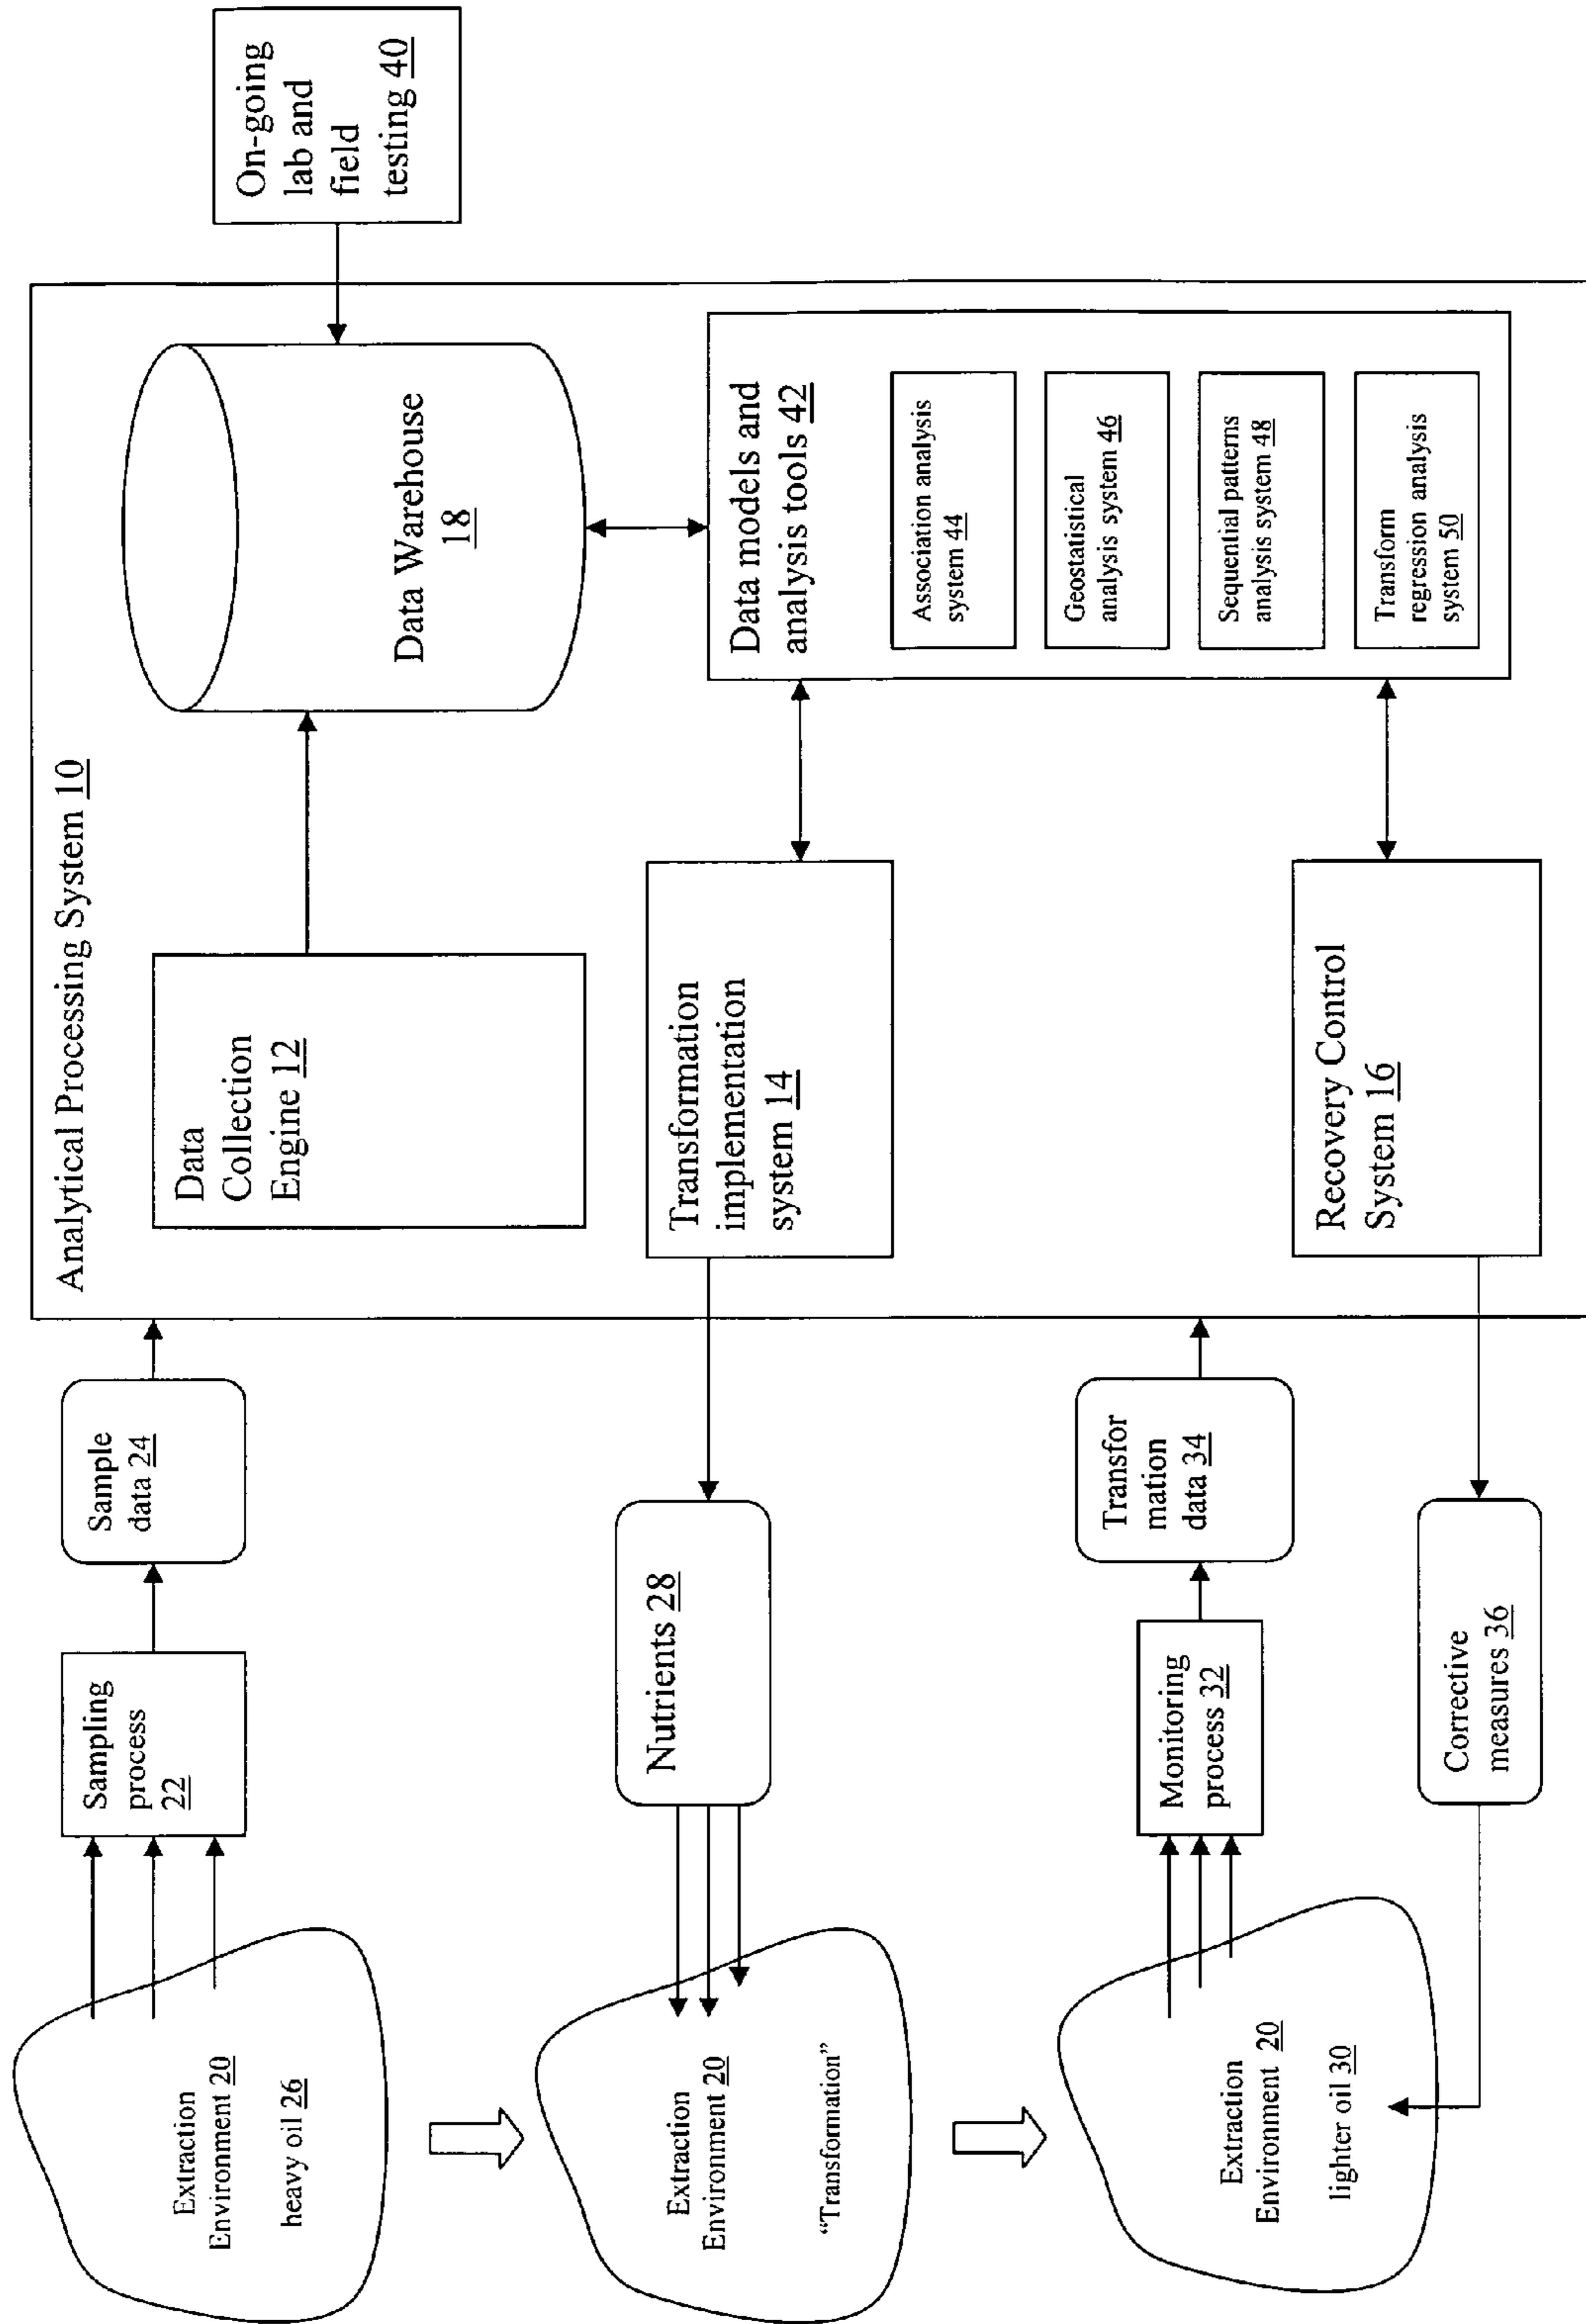 Analytical Processing System 10
On-going
lab and
field
testing 40
Extraction
Environment 20
heavy oil 26
Sampling
process
22
Sample
data 24
Data
Collection
Engine 12
Data Warehouse
18
Extraction
Environment 20
“Transformation”
Nutrients 28
Transformation
implementation
system 14
Data models and
analysis tools 42
Association analysis
system 44
Geostatistical
analysis system 46
Sequential patterns
analysis system 48
Transform
regression analysis
system 50
Extraction
Environment 20
lighter oil 30
Monitoring
process 32
Transfor
mation
data 34
Corrective
measures 36
Recovery Control
System 16